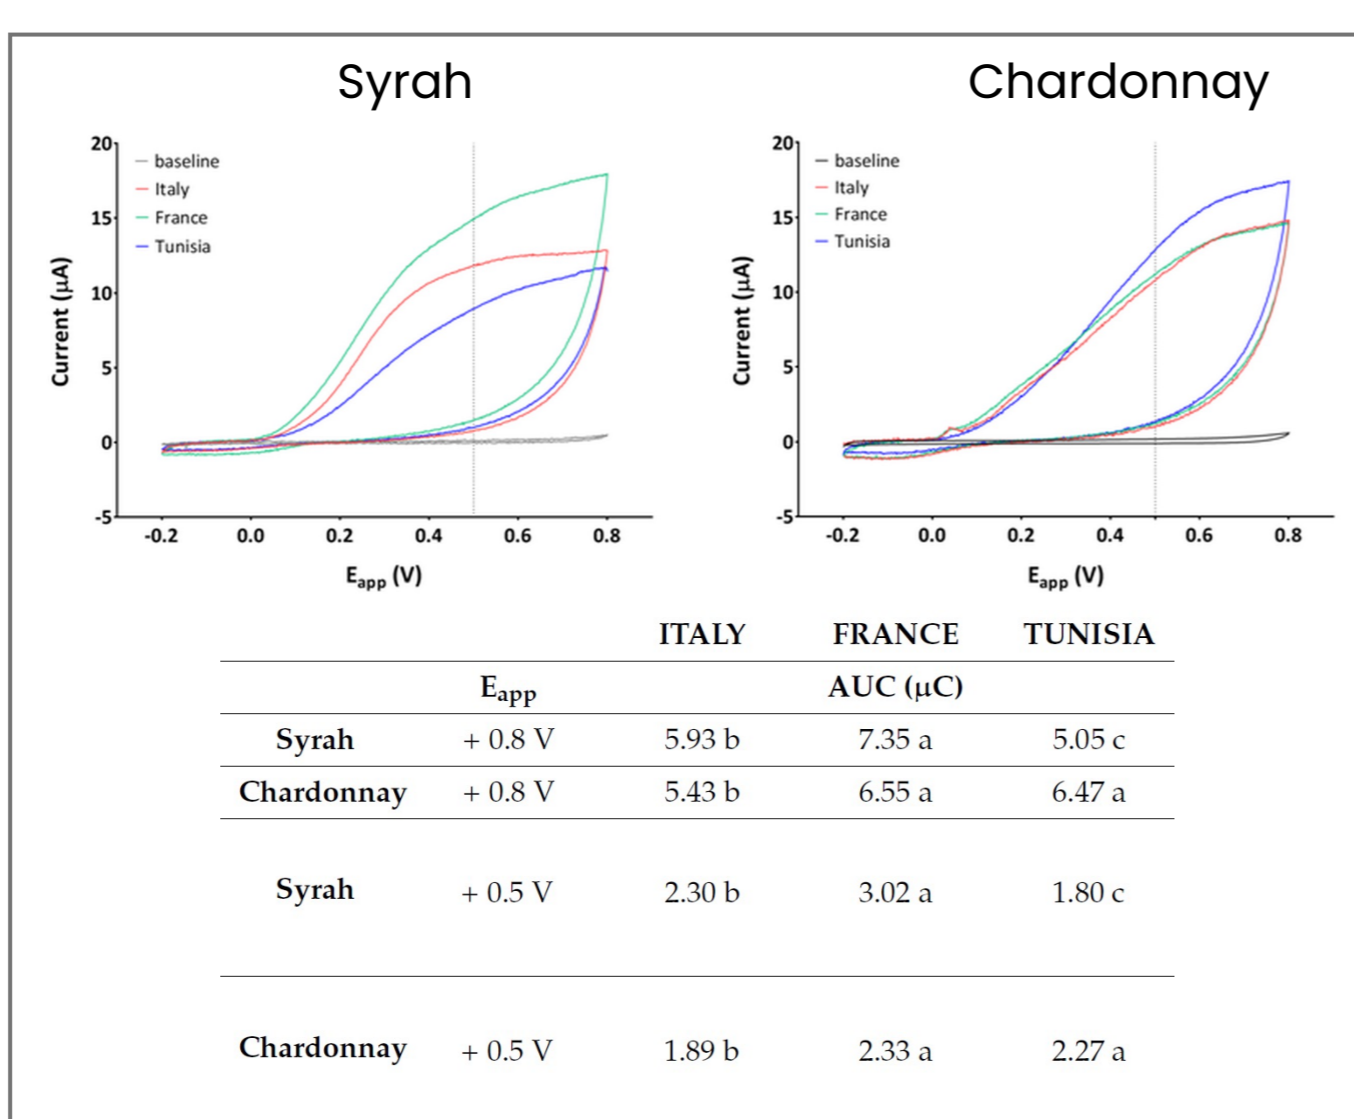 Syrah
20
15
10
5
0
-5
-0.2 0.0 0.2 0.4 0.6 0.8
Current (μA)
Eapp (V)
baseline
Italy
France
Tunisia
Chardonnay
20
15
10
5
0
-5
-0.2 0.0 0.2 0.4 0.6 0.8
Current (μA)
Eapp (V)
baseline
Italy
France
Tunisia
ITALY FRANCE TUNISIA
Eapp AUC (μC)
Syrah + 0.8 V 5.93 b 7.35 a 5.05 c
Chardonnay + 0.8 V 5.43 b 6.55 a 6.47 a
Syrah + 0.5 V 2.30 b 3.02 a 1.80 c
Chardonnay + 0.5 V 1.89 b 2.33 a 2.27 a